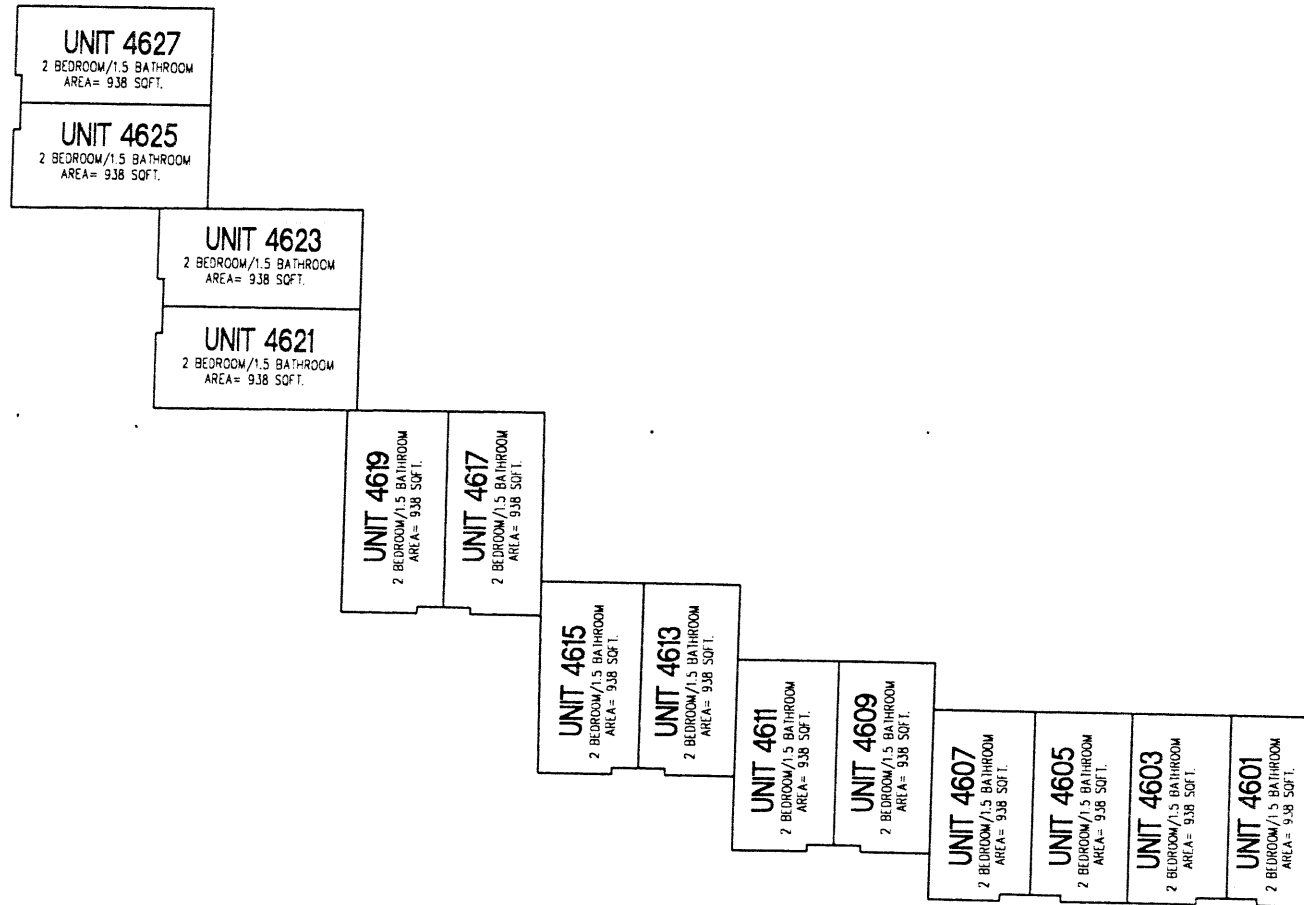 UNIT 4627
2 BEDROOM/1.5 BATHROOM
AREA= 938 SQFT.
UNIT 4625
2 BEDROOM/1.5 BATHROOM
AREA= 938 SQFT.
UNIT 4623
2 BEDROOM/1.5 BATHROOM
AREA= 938 SQFT.
UNIT 4621
2 BEDROOM/1.5 BATHROOM
AREA= 938 SQFT.
UNIT 4619
2 BEDROOM/1.5 BATHROOM
AREA= 938 SQFT.
UNIT 4617
2 BEDROOM/1.5 BATHROOM
AREA= 938 SQFT.
UNIT 4615
2 BEDROOM/1.5 BATHROOM
AREA= 938 SQFT.
UNIT 4613
2 BEDROOM/1.5 BATHROOM
AREA= 938 SQFT.
UNIT 4611
2 BEDROOM/1.5 BATHROOM
AREA= 938 SQFT.
UNIT 4609
2 BEDROOM/1.5 BATHROOM
AREA= 938 SQFT.
UNIT 4607
2 BEDROOM/1.5 BATHROOM
AREA= 938 SQFT.
UNIT 4605
2 BEDROOM/1.5 BATHROOM
AREA= 938 SQFT.
UNIT 4603
2 BEDROOM/1.5 BATHROOM
AREA= 938 SQFT.
UNIT 4601
2 BEDROOM/1.5 BATHROOM
AREA= 938 SQFT.